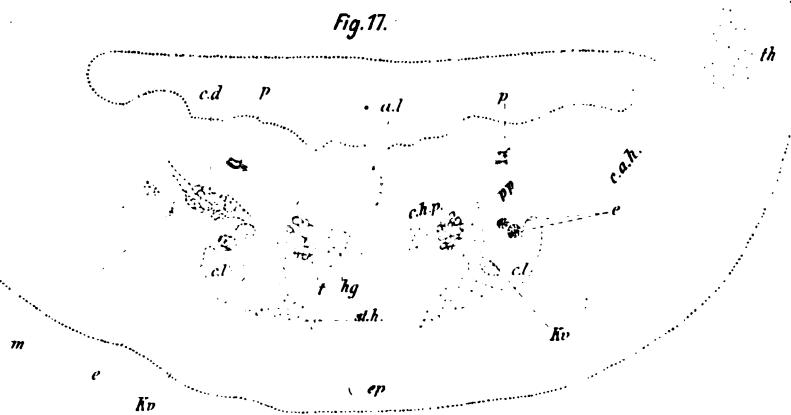 Fig. 17.
th
c.d p a.l p
c.a.h.
pp
c.h.p. e
c.l c.l.
t hg
st.h.
Kv
m
e ep
Kp